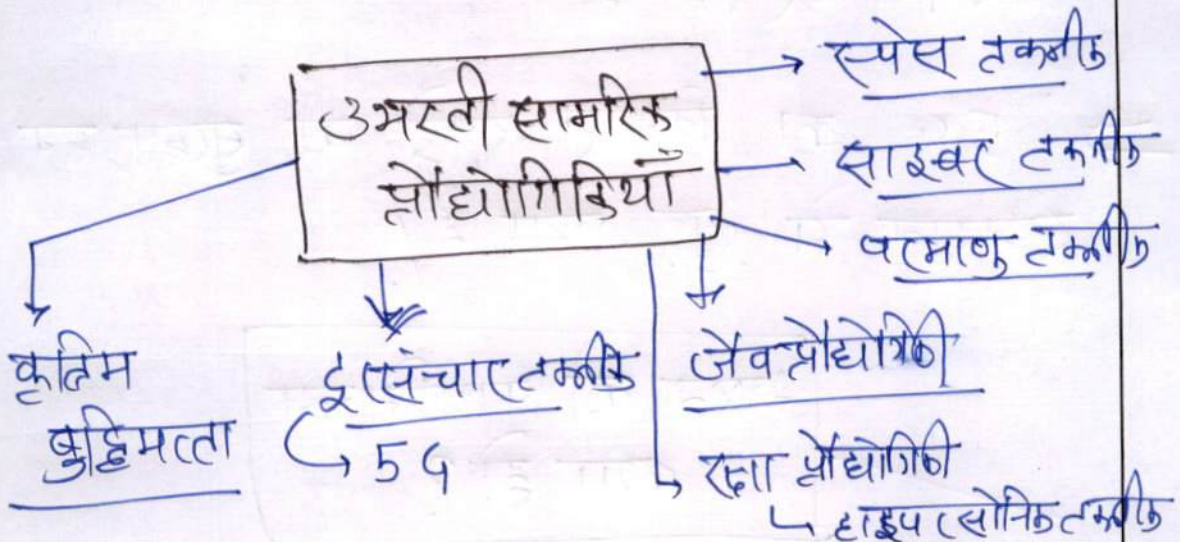 उभरती सामरिक
प्रौद्योगिकियाँ
स्पेस तकनीक
साइबर तकनीक
परमाणु तकनीक
कृत्रिम
बुद्धिमत्ता
दूरसंचार तकनीक
5G
जैवप्रौद्योगिकी
रक्षा प्रौद्योगिकी
हाइपरसोनिक तकनीक